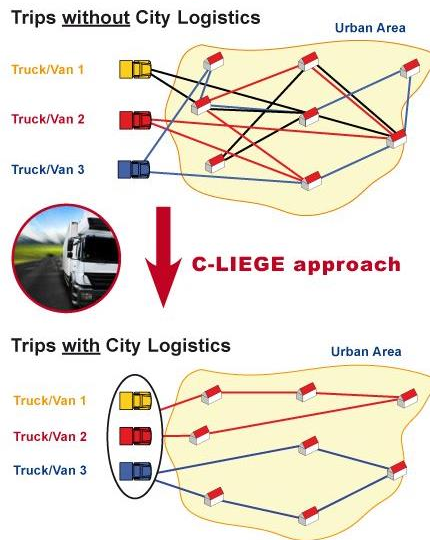 Trips without City Logistics
Urban Area
Truck/Van 1
Truck/Van 2
Truck/Van 3
C-LIEGE approach
Trips with City Logistics
Urban Area
Truck/Van 1
Truck/Van 2
Truck/Van 3